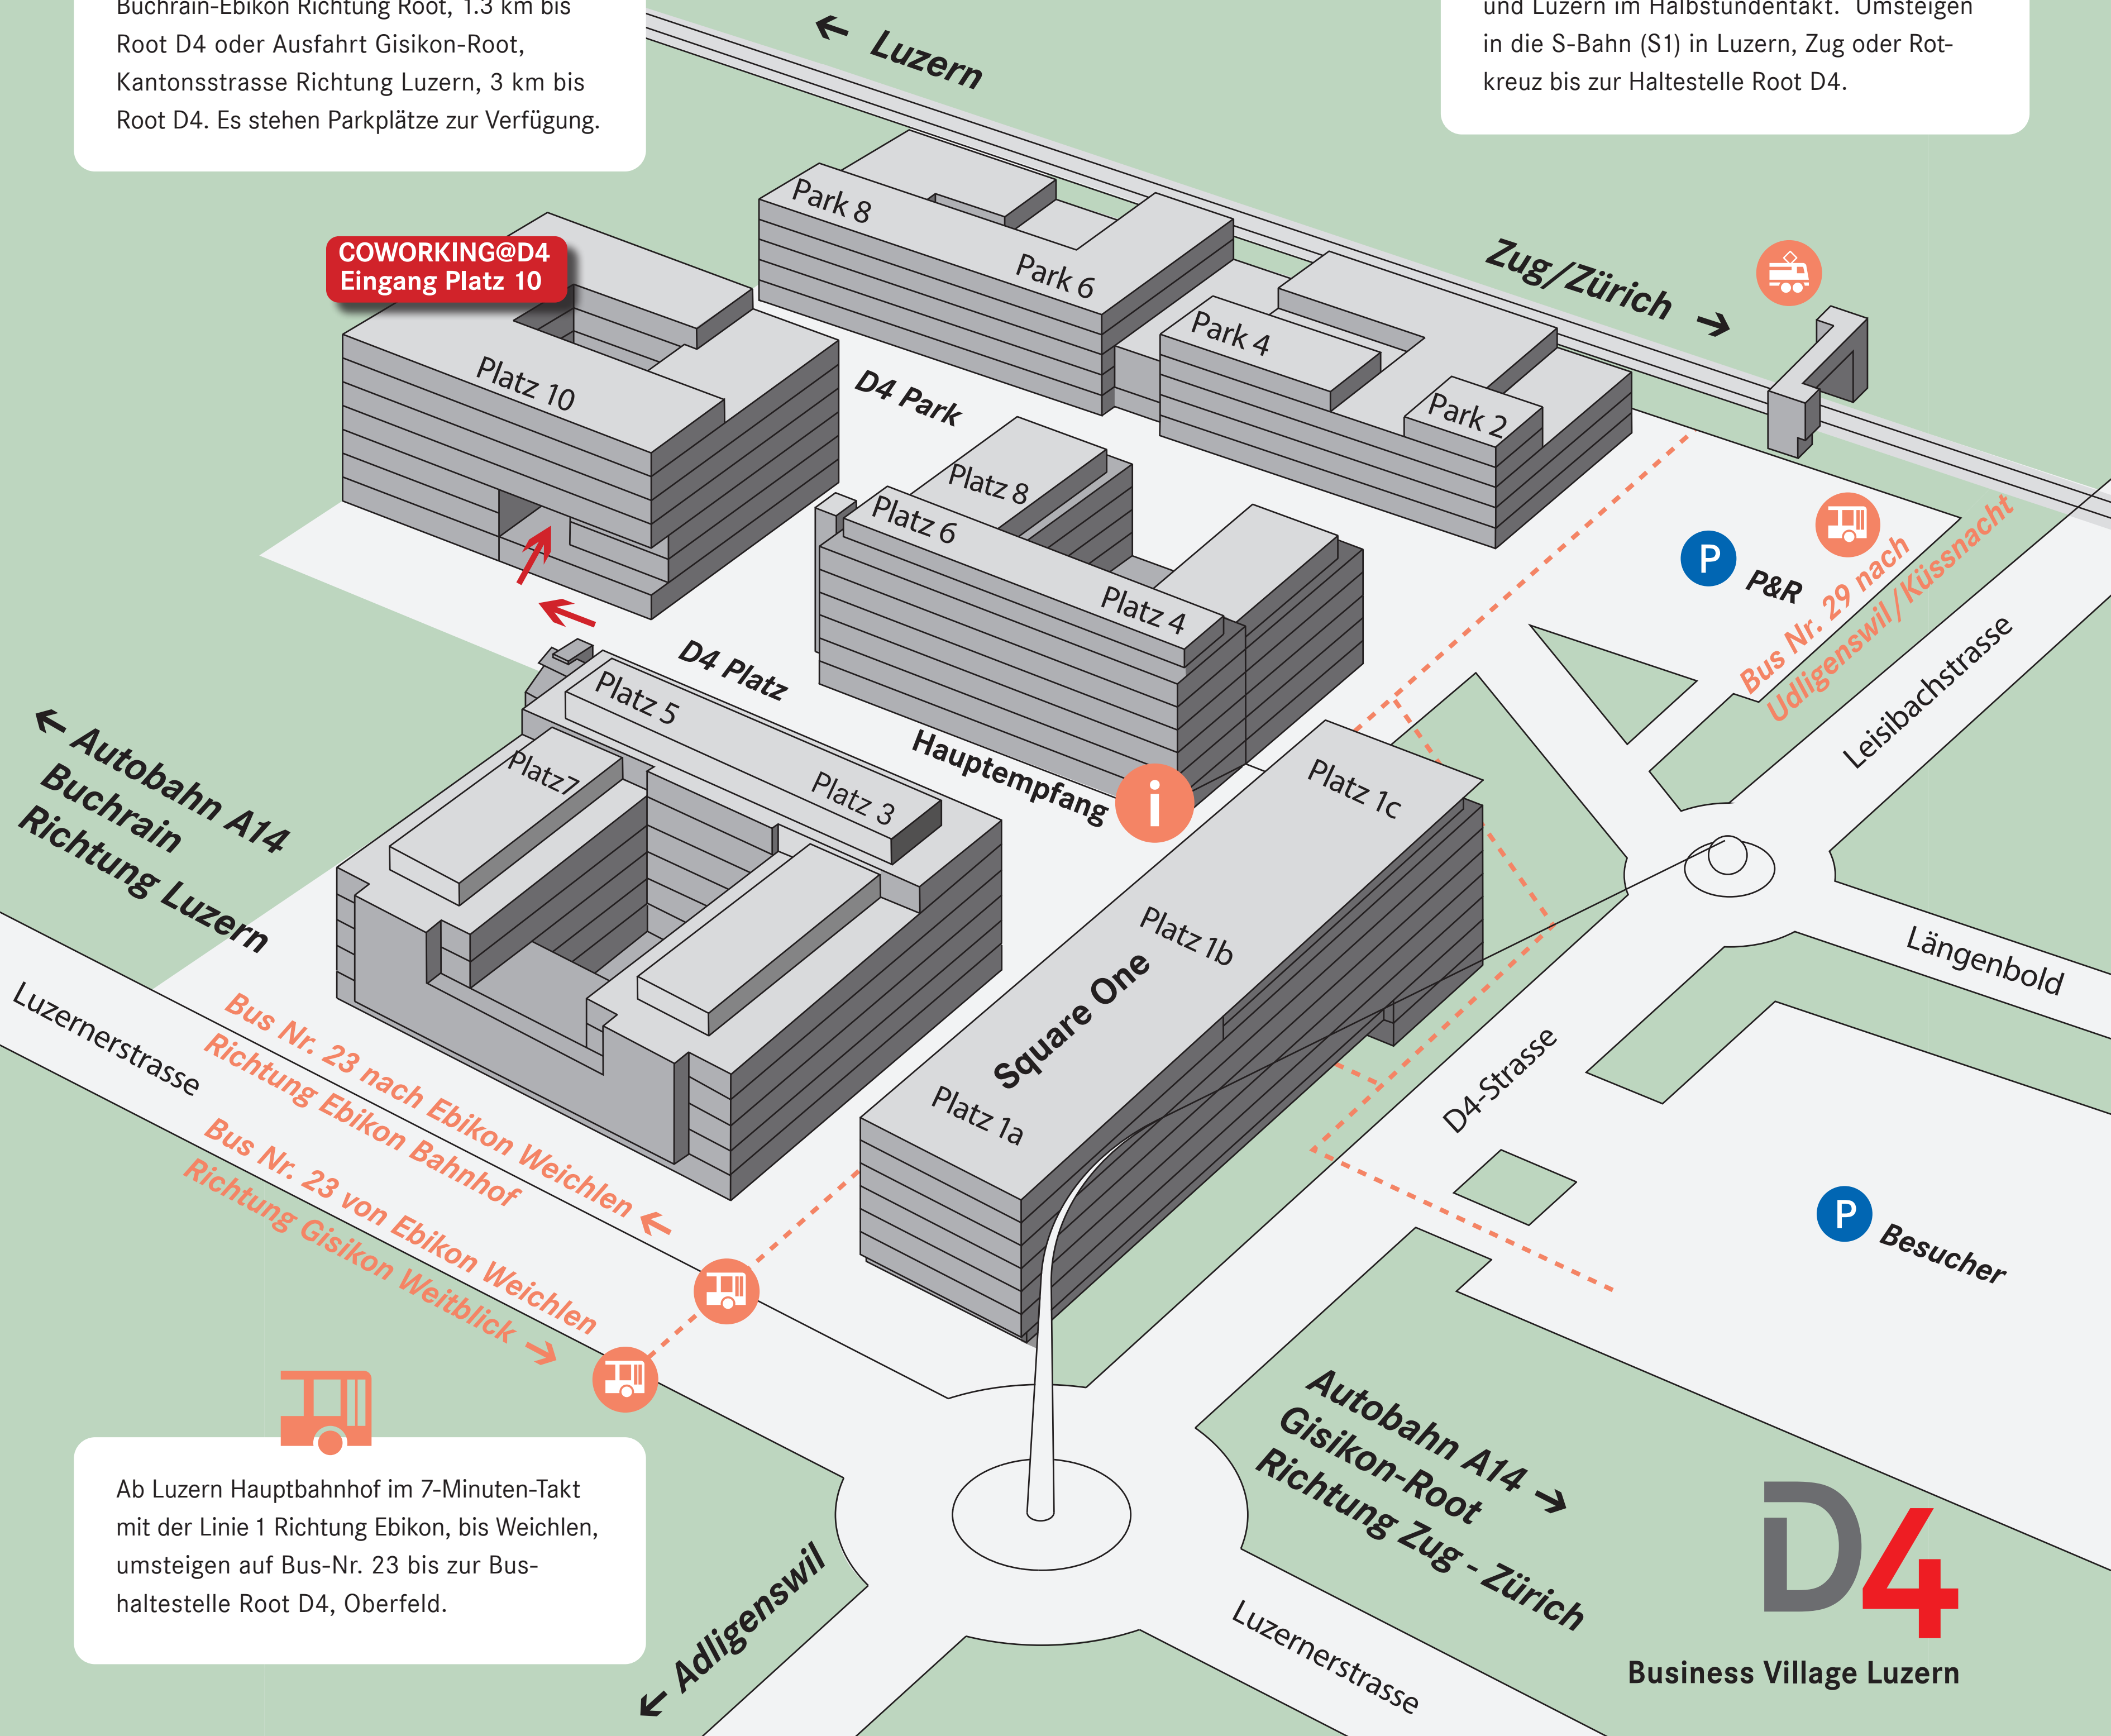 Buchrain-Ebikon Richtung Root, 1.3 km bis
Root D4 oder Ausfahrt Gisikon-Root,
Kantonsstrasse Richtung Luzern, 3 km bis
Root D4. Es stehen Parkplätze zur Verfügung.
und Luzern im Halbstundentakt. Umsteigen
in die S-Bahn (S1) in Luzern, Zug oder Rot-
kreuz bis zur Haltestelle Root D4.
← Luzern
Zug/Zürich →
COWORKING@D4
Eingang Platz 10
Park 8
Park 6
Park 4
Park 2
Platz 10
D4 Park
Platz 8
Platz 6
Platz 4
P
P&R
Bus Nr. 29 nach
Udligenswil/Küssnacht
Leisibachstrasse
D4 Platz
Platz 5
Platz7
Platz 3
Hauptempfang
i
Platz 1c
Platz 1b
Square One
Platz 1a
← Autobahn A14
Buchrain
Richtung Luzern
Längenbold
D4-Strasse
Luzernerstrasse
Bus Nr. 23 nach Ebikon Weichlen ←
Richtung Ebikon Bahnhof
Bus Nr. 23 von Ebikon Weichlen
Richtung Gisikon Weitblick →
P
Besucher
Autobahn A14 →
Gisikon-Root
Richtung Zug - Zürich
Ab Luzern Hauptbahnhof im 7-Minuten-Takt
mit der Linie 1 Richtung Ebikon, bis Weichlen,
umsteigen auf Bus-Nr. 23 bis zur Bus-
haltestelle Root D4, Oberfeld.
← Adligenswil
Luzernerstrasse
D4
Business Village Luzern